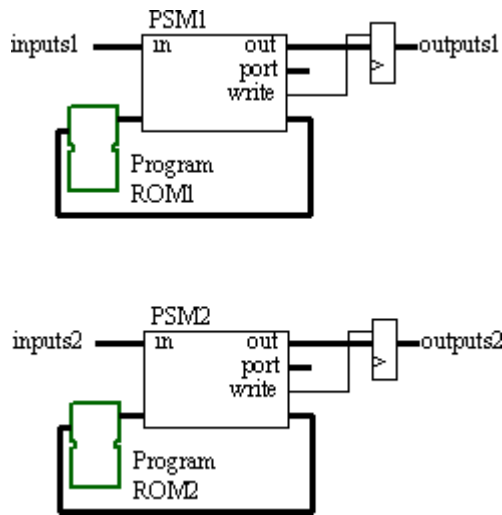 PSM1
inputs1 in out outputs1
port
write
Program
ROM1
PSM2
inputs2 in out outputs2
port
write
Program
ROM2